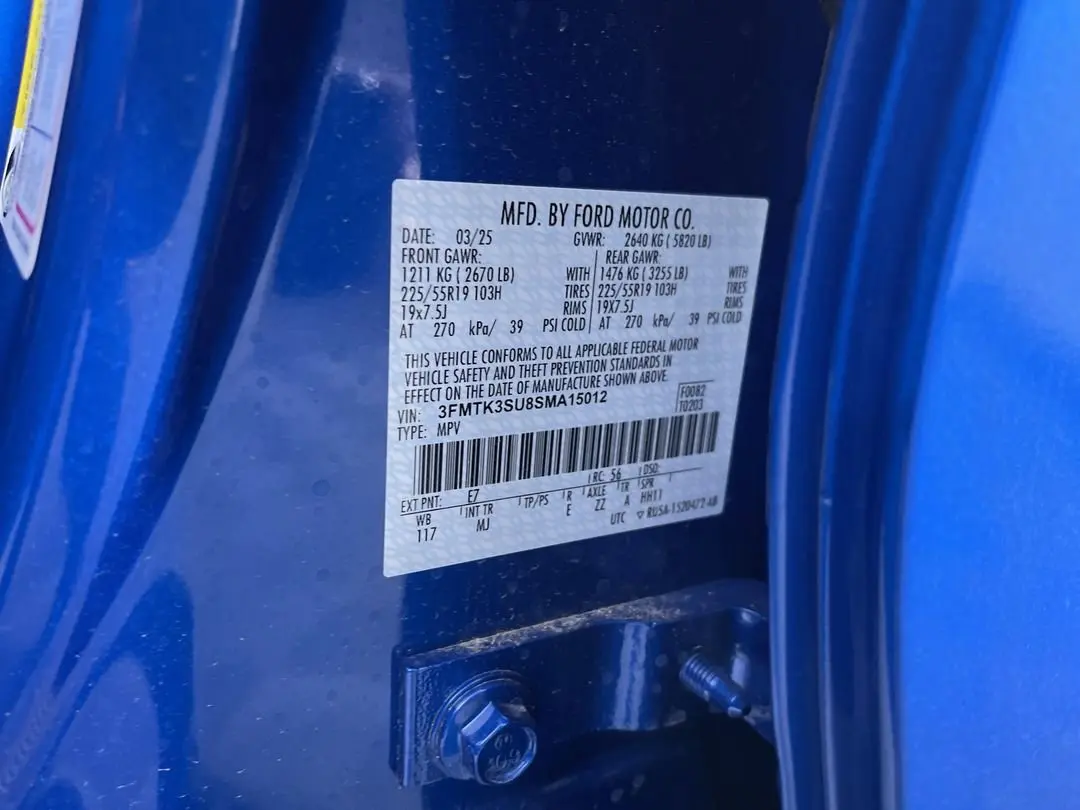 MFD. BY FORD MOTOR CO.
DATE: 03/25 GVWR: 2640 KG ( 5820 LB)
FRONT GAWR: REAR GAWR:
1211 KG ( 2670 LB) WITH 1476 KG ( 3255 LB) WITH
225/55R19 103H TIRES 225/55R19 103H TIRES
19x7.5J RIMS 19X7.5J RIMS
AT 270 kPa/ 39 PSI COLD AT 270 kPa/ 39 PSI COLD
THIS VEHICLE CONFORMS TO ALL APPLICABLE FEDERAL MOTOR
VEHICLE SAFETY AND THEFT PREVENTION STANDARDS IN
EFFECT ON THE DATE OF MANUFACTURE SHOWN ABOVE.
VIN: 3FMTK3SU8SMA15012 F0082
TYPE: MPV T0203
RC: 56 DSO:
EXT PNT: E7
WB INT TR TP/PS R AXLE TR SPR
117 MJ E ZZ A HH11
UTC